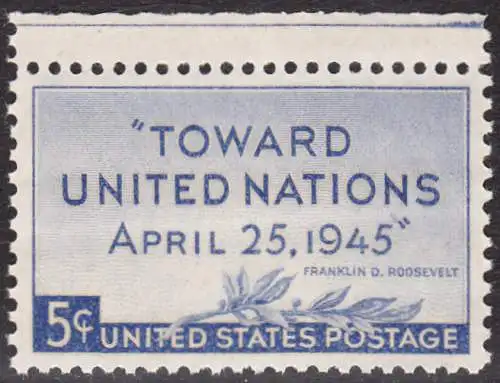 "TOWARD
UNITED NATIONS
APRIL 25, 1945"
FRANKLIN D. ROOSEVELT
5¢ UNITED STATES POSTAGE